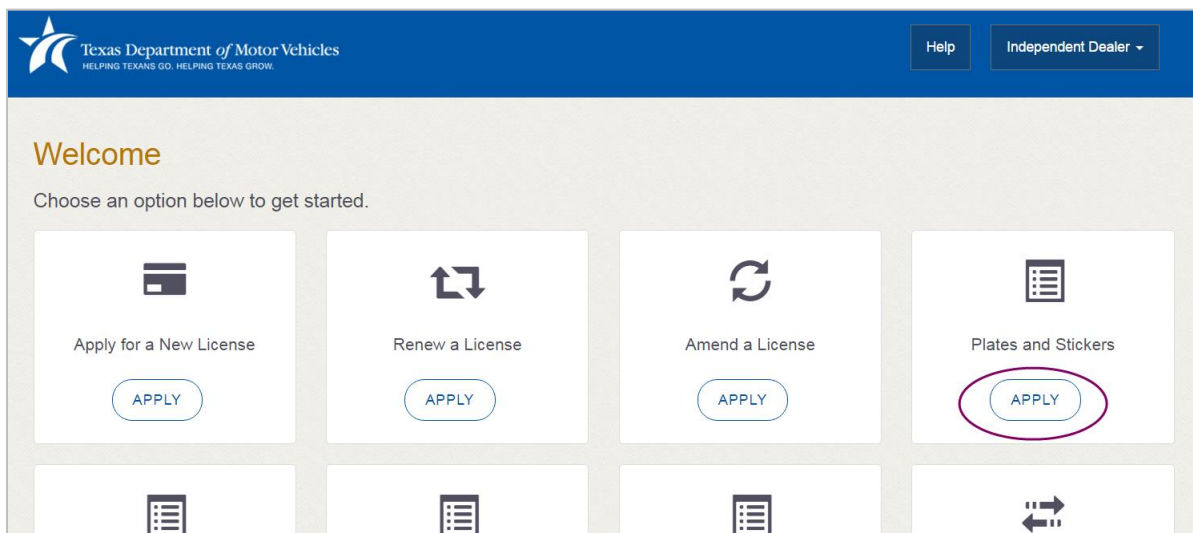 Texas Department of Motor Vehicles
HELPING TEXANS GO. HELPING TEXAS GROW.
Help
Independent Dealer
Welcome
Choose an option below to get started.
Apply for a New License
Renew a License
Amend a License
Plates and Stickers
APPLY
APPLY
APPLY
APPLY